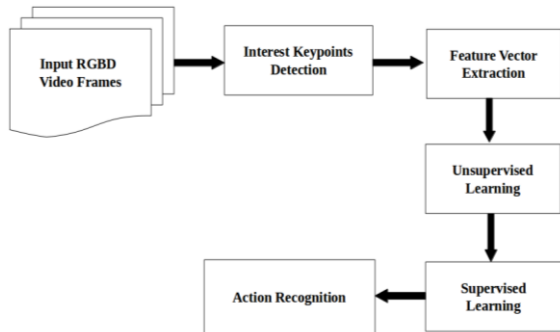 Input RGBD
Video Frames
Interest Keypoints
Detection
Feature Vector
Extraction
Unsupervised
Learning
Supervised
Learning
Action Recognition